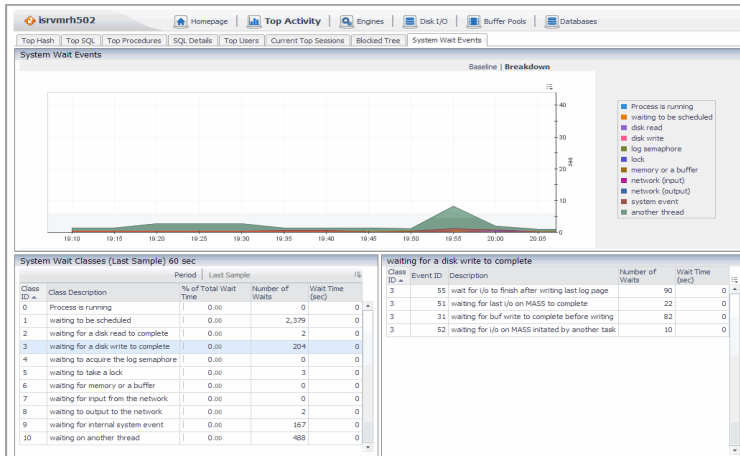 isrvmrh502
Homepage | Top Activity | Engines | Disk I/O | Buffer Pools | Databases
Top Hash | Top SQL | Top Procedures | SQL Details | Top Users | Current Top Sessions | Blocked Tree | System Wait Events
System Wait Events
Baseline | Breakdown
40
30
20
10
0
sec
19:10 19:15 19:20 19:25 19:30 19:35 19:40 19:45 19:50 19:55 20:00 20:05
Process is running
waiting to be scheduled
disk read
disk write
log semaphore
lock
memory or a buffer
network (input)
network (output)
system event
another thread
System Wait Classes (Last Sample) 60 sec
Period | Last Sample
Class ID Class Description % of Total Wait Time Number of Waits Wait Time (sec)
0 Process is running 0.00 0 0
1 waiting to be scheduled 0.00 2,379 0
2 waiting for a disk read to complete 0.00 2 0
3 waiting for a disk write to complete 0.00 204 0
4 waiting to acquire the log semaphore 0.00 0 0
5 waiting to take a lock 0.00 3 0
6 waiting for memory or a buffer 0.00 0 0
7 waiting for input from the network 0.00 0 0
8 waiting to output to the network 0.00 2 0
9 waiting for internal system event 0.00 167 0
10 waiting on another thread 0.00 488 0
waiting for a disk write to complete
Class ID Event ID Description Number of Waits Wait Time (sec)
3 55 wait for i/o to finish after writing last log page 90 0
3 51 waiting for last i/o on MASS to complete 22 0
3 31 waiting for buf write to complete before writing 82 0
3 52 waiting for i/o on MASS initated by another task 10 0